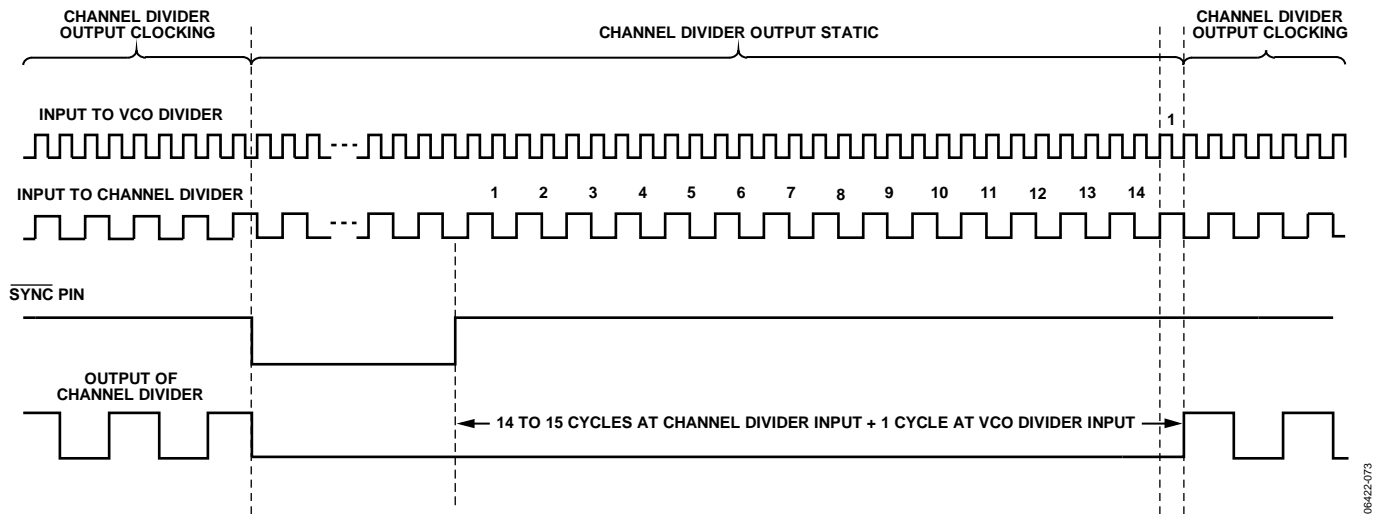 CHANNEL DIVIDER
OUTPUT CLOCKING
CHANNEL DIVIDER OUTPUT STATIC
CHANNEL DIVIDER
OUTPUT CLOCKING
INPUT TO VCO DIVIDER
1
INPUT TO CHANNEL DIVIDER
1 2 3 4 5 6 7 8 9 10 11 12 13 14
SYNC PIN
OUTPUT OF
CHANNEL DIVIDER
14 TO 15 CYCLES AT CHANNEL DIVIDER INPUT + 1 CYCLE AT VCO DIVIDER INPUT
06422-073